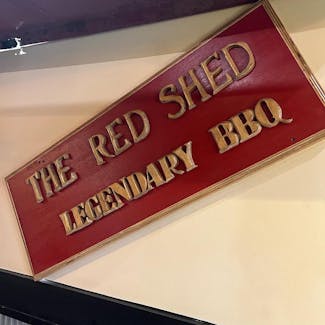 THE RED SHED
LEGENDARY BBQ